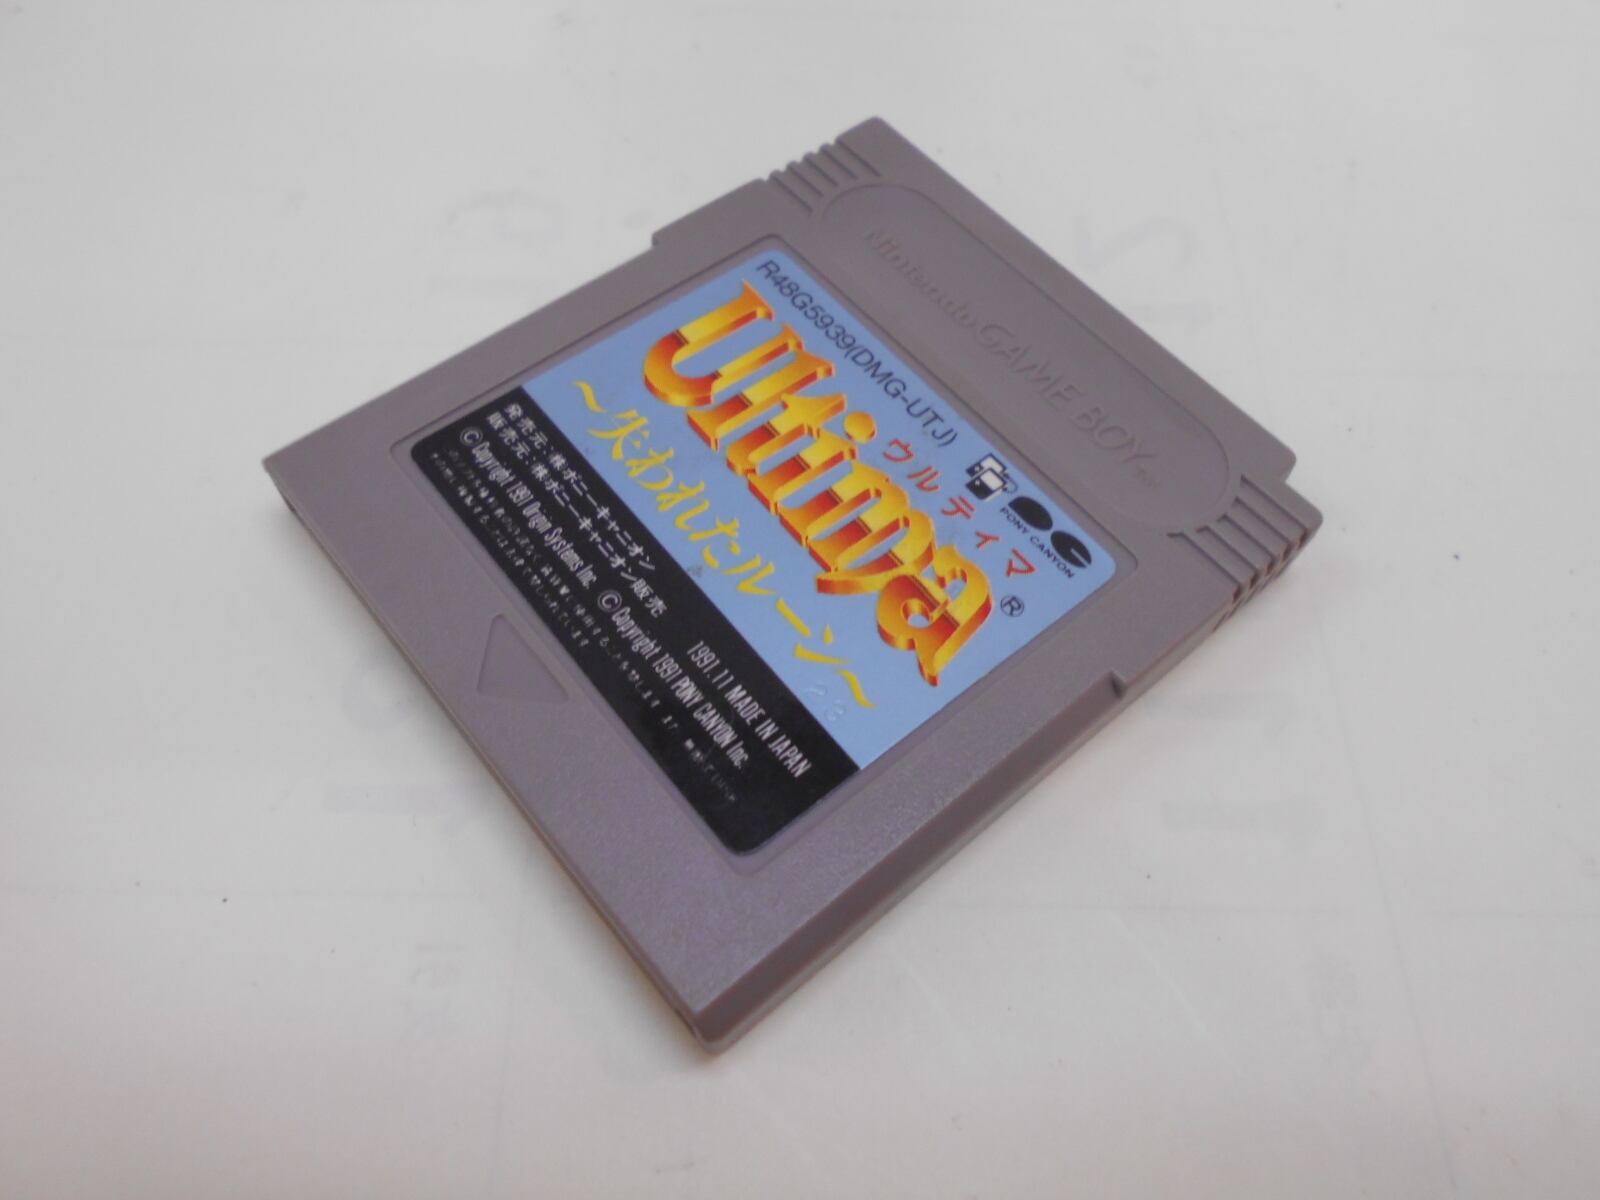 Nintendo GAME BOY™
R48G5939(DMG-UTJ)
PONY CANYON
ウルティマ
Ultima®
～失われたルーン～
発売元:㈱ポニーキャニオン
販売元:㈱ポニーキャニオン販売
1991.11 MADE IN JAPAN
© Copyright 1991 Origin Systems Inc. © Copyright 1991 PONY CANYON Inc.